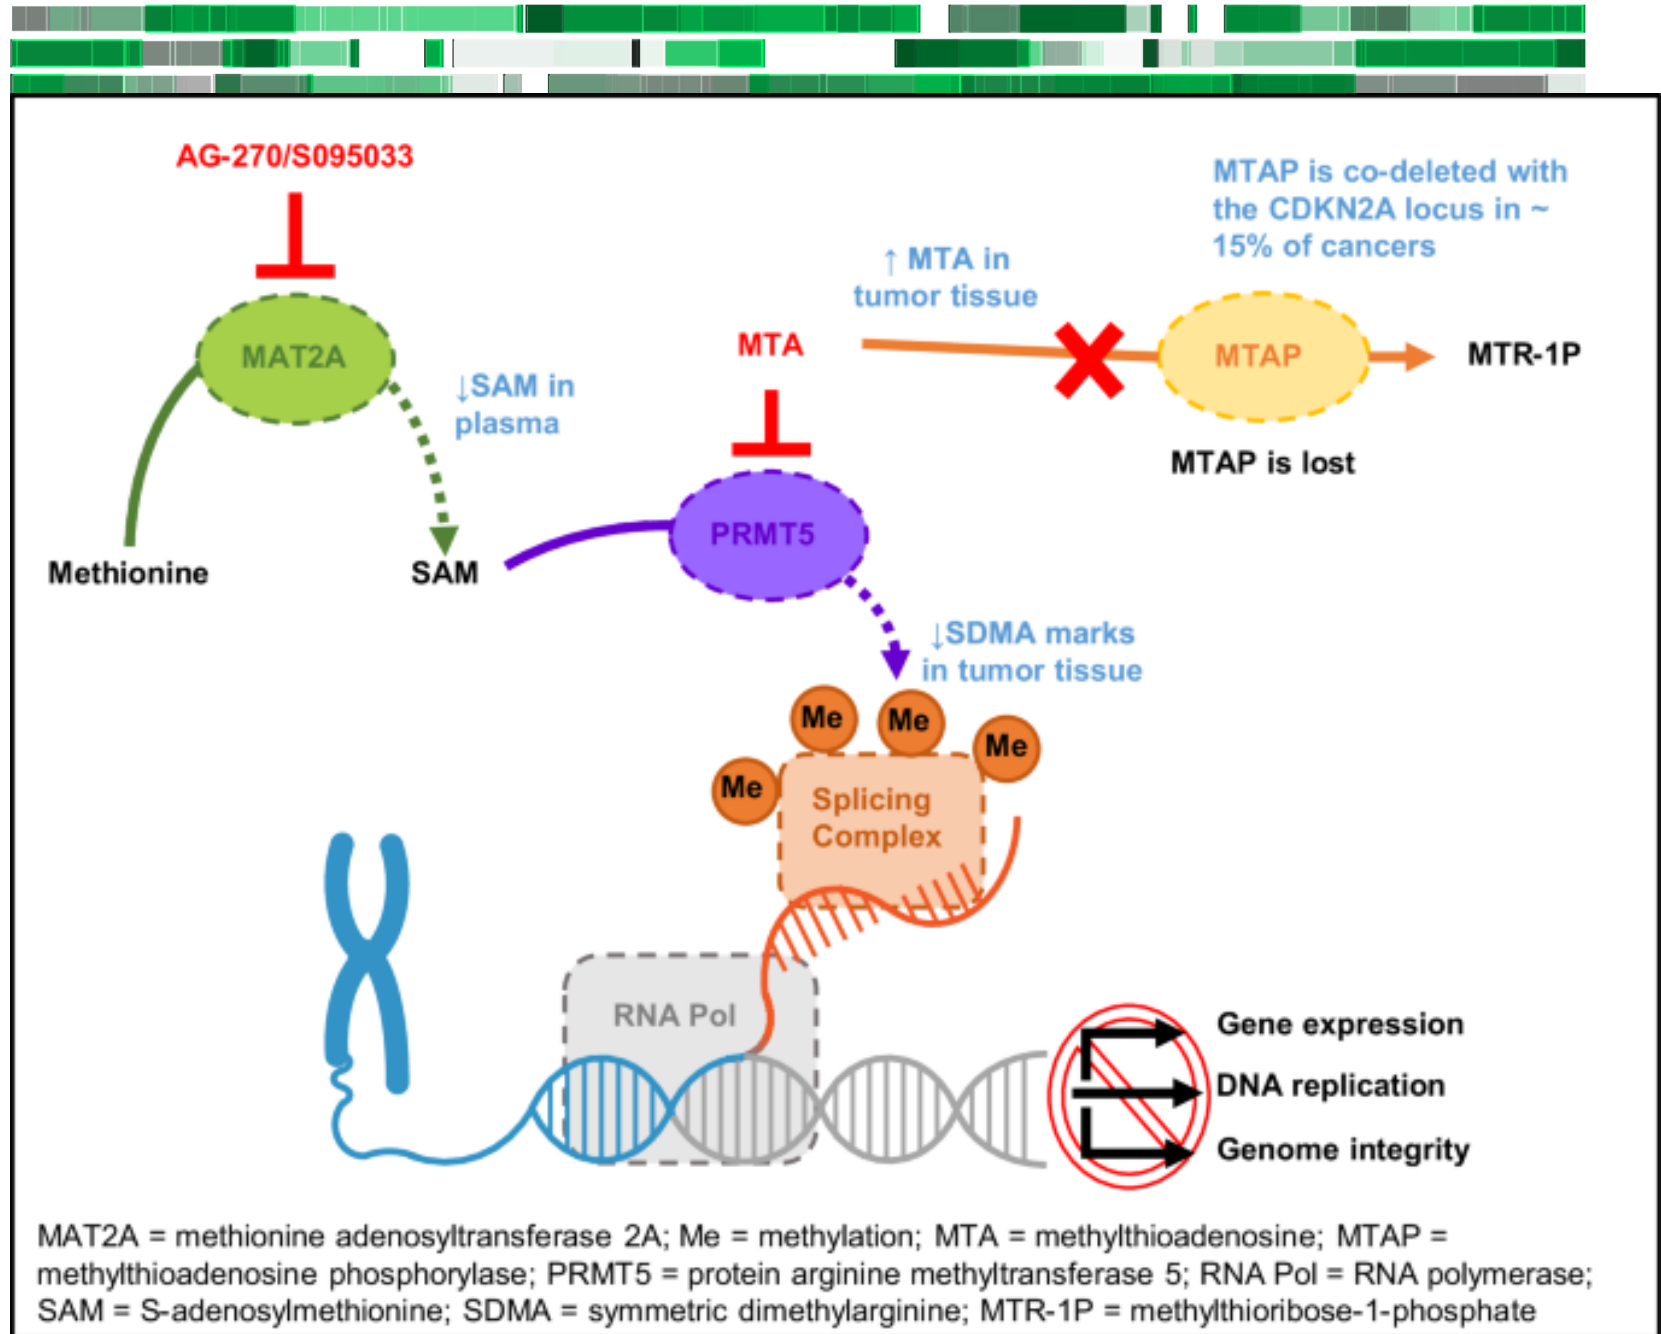 AG-270/S095033
MTAP is co-deleted with
the CDKN2A locus in ~
15% of cancers
↑ MTA in
tumor tissue
MTA
MTAP
MTR-1P
MTAP is lost
MAT2A
↓SAM in
plasma
Methionine
SAM
PRMT5
↓SDMA marks
in tumor tissue
Me
Me
Me
Me
Splicing
Complex
RNA Pol
Gene expression
DNA replication
Genome integrity
MAT2A = methionine adenosyltransferase 2A; Me = methylation; MTA = methylthioadenosine; MTAP =
methylthioadenosine phosphorylase; PRMT5 = protein arginine methyltransferase 5; RNA Pol = RNA polymerase;
SAM = S-adenosylmethionine; SDMA = symmetric dimethylarginine; MTR-1P = methylthioribose-1-phosphate